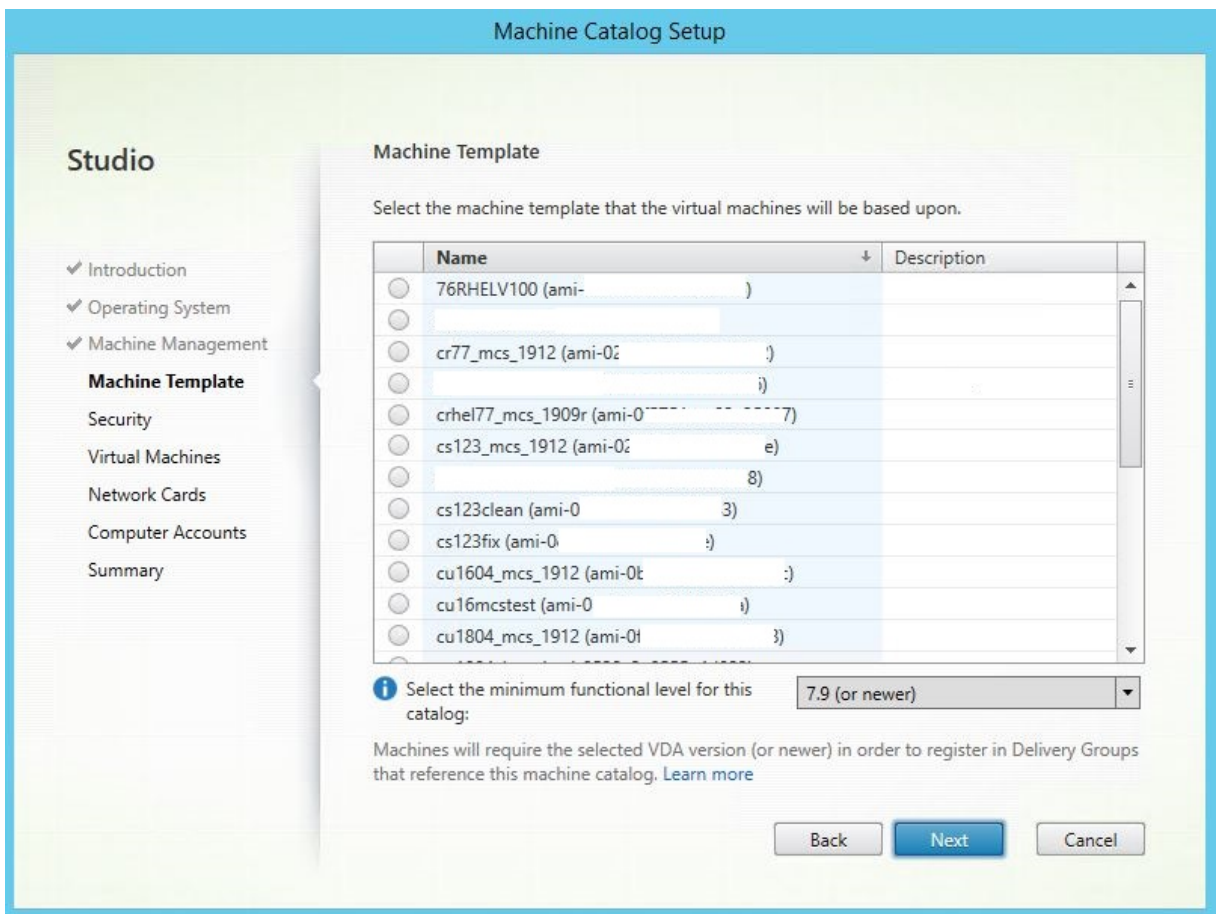 Machine Catalog Setup
Studio
Introduction
Operating System
Machine Management
Machine Template
Security
Virtual Machines
Network Cards
Computer Accounts
Summary
Machine Template
Select the machine template that the virtual machines will be based upon.
Name Description
76RHELV100 (ami- )
cr77_mcs_1912 (ami-02 )
)
crhel77_mcs_1909r (ami-0 7)
cs123_mcs_1912 (ami-02 e)
8)
cs123clean (ami-0 3)
cs123fix (ami-0 )
cu1604_mcs_1912 (ami-0b )
cu16mcstest (ami-0 )
cu1804_mcs_1912 (ami-0f 3)
Select the minimum functional level for this
catalog:
7.9 (or newer)
Machines will require the selected VDA version (or newer) in order to register in Delivery Groups
that reference this machine catalog. Learn more
Back Next Cancel